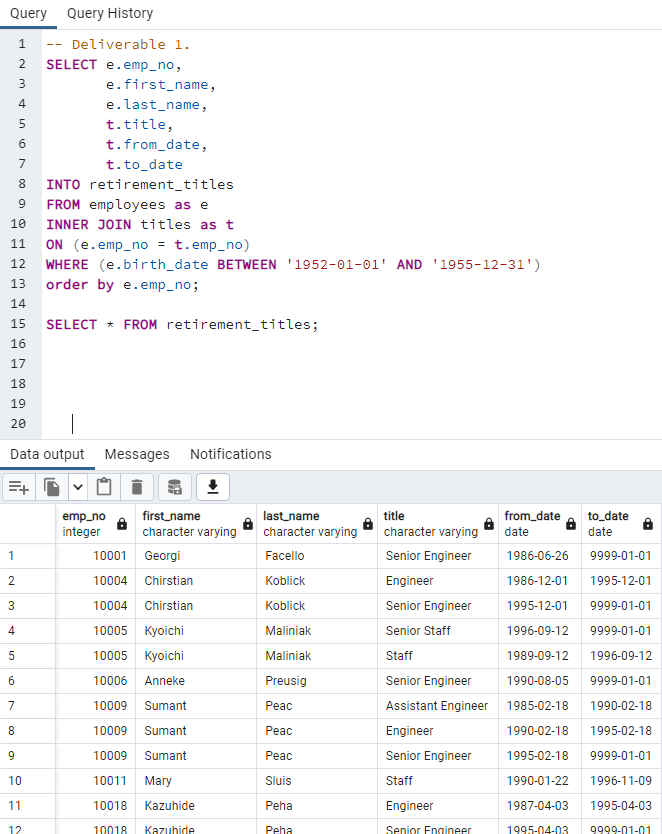 Query Query History
1 -- Deliverable 1.
2 SELECT e.emp_no,
3 e.first_name,
4 e.last_name,
5 t.title,
6 t.from_date,
7 t.to_date
8 INTO retirement_titles
9 FROM employees as e
10 INNER JOIN titles as t
11 ON (e.emp_no = t.emp_no)
12 WHERE (e.birth_date BETWEEN '1952-01-01' AND '1955-12-31')
13 order by e.emp_no;
14
15 SELECT * FROM retirement_titles;
16
17
18
19
20
Data output Messages Notifications
emp_no first_name last_name title from_date to_date
integer character varying character varying character varying date date
1 10001 Georgi Facello Senior Engineer 1986-06-26 9999-01-01
2 10004 Chirstian Koblick Engineer 1986-12-01 1995-12-01
3 10004 Chirstian Koblick Senior Engineer 1995-12-01 9999-01-01
4 10005 Kyoichi Maliniak Senior Staff 1996-09-12 9999-01-01
5 10005 Kyoichi Maliniak Staff 1989-09-12 1996-09-12
6 10006 Anneke Preusig Senior Engineer 1990-08-05 9999-01-01
7 10009 Sumant Peac Assistant Engineer 1985-02-18 1990-02-18
8 10009 Sumant Peac Engineer 1990-02-18 1995-02-18
9 10009 Sumant Peac Senior Engineer 1995-02-18 9999-01-01
10 10011 Mary Sluis Staff 1990-01-22 1996-11-09
11 10018 Kazuhide Peha Engineer 1987-04-03 1995-04-03
12 10018 Kazuhide Peha Senior Engineer 1995-04-03 9999-01-01